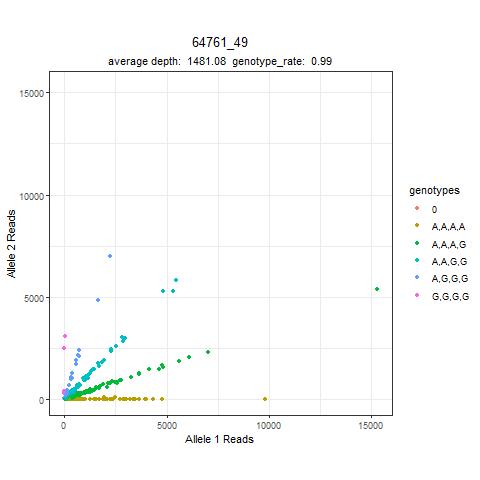 64761_49
average depth:  1481.08  genotype_rate:  0.99
15000
10000
5000
0
Allele 2 Reads
0
5000
10000
15000
Allele 1 Reads
genotypes
0
A,A,A,A
A,A,A,G
A,A,G,G
A,G,G,G
G,G,G,G